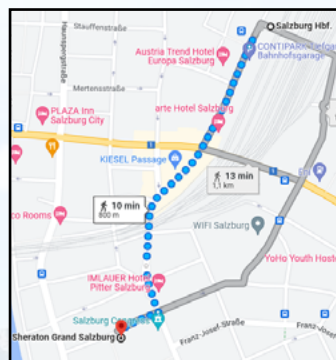 Stauffenstraße
Salzburg Hbf.
Austria Trend Hotel
Europa Salzburg
CONTIPARK
Bahnhofsgarage
Mertensstraße
PLAZA Inn
Salzburg City
arte Hotel Salzburg
KIESEL Passage
13 min
1,1 km
10 min
800 m
co Rooms
WIFI Salzburg
YoHo Youth Hoste
IMLAUER Hotel
Pitter Salzburg
Salzburg Congress
Franz-Josef-Straße
Franz-Jose
Sheraton Grand Salzburg